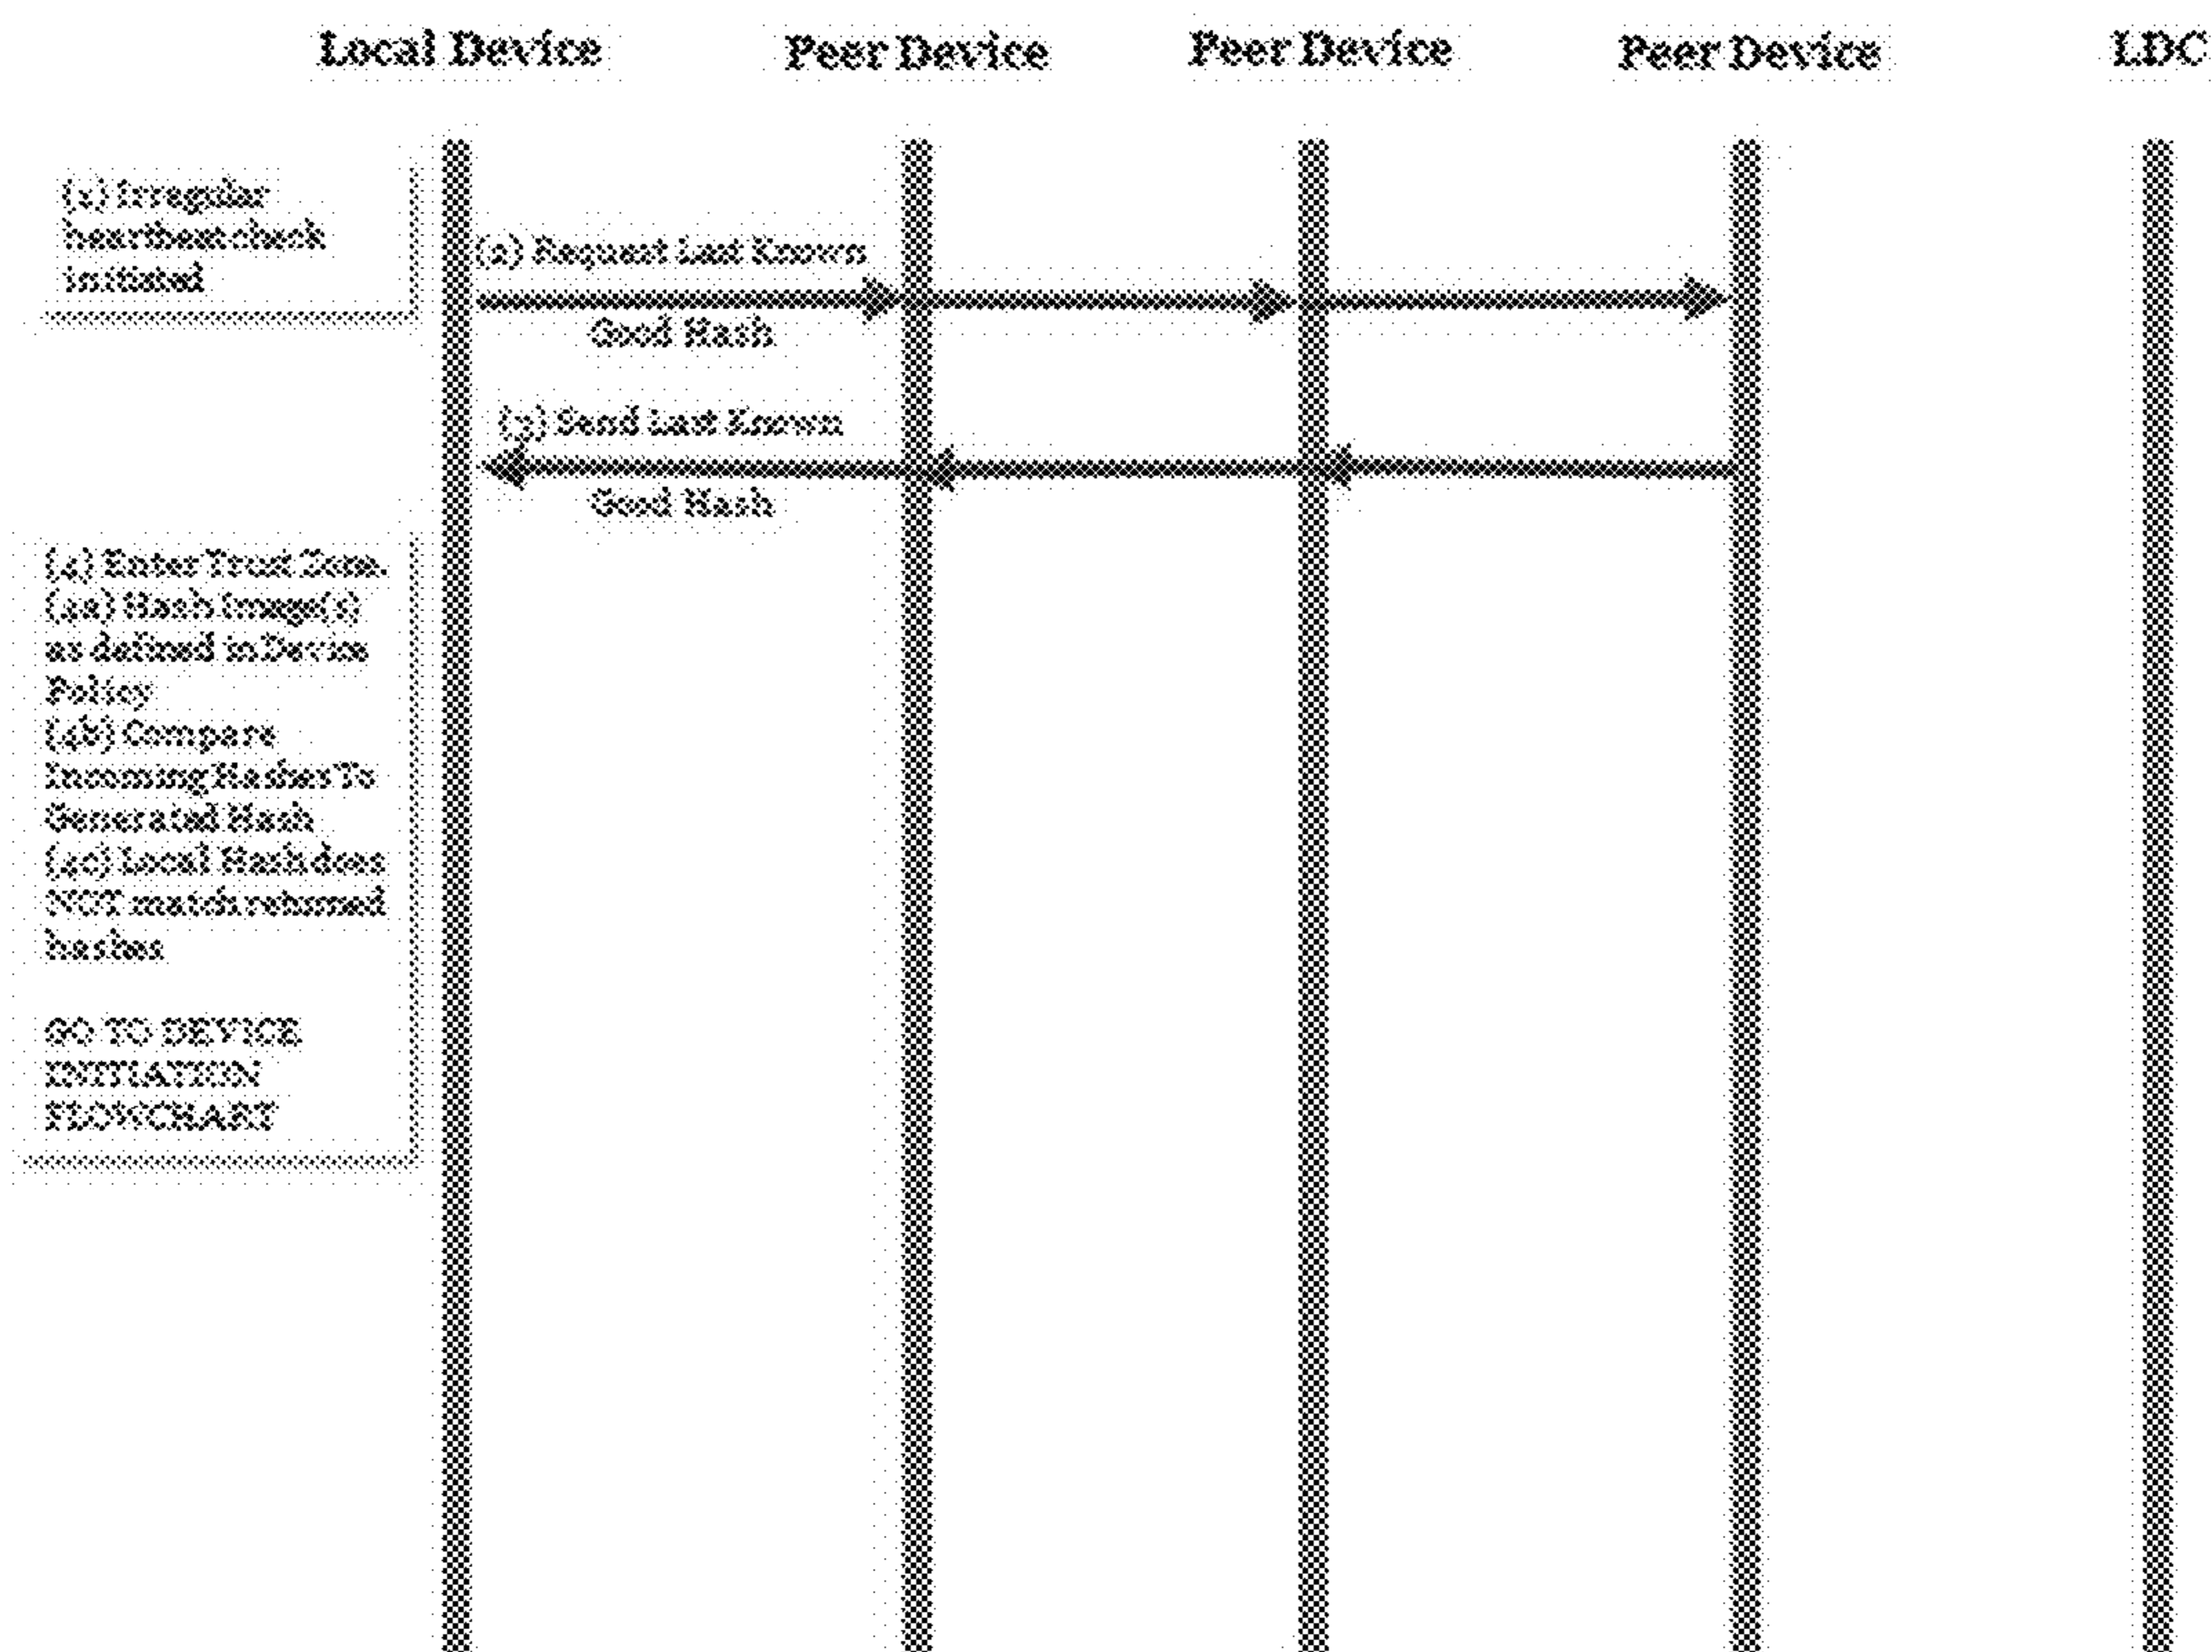 Local Device
Peer Device
Peer Device
Peer Device
LDC
(1) Irregular
heartbeat check
initiated
(2) Request Last Known
Good Hash
(3) Send Last Known
Good Hash
(4) Enter Trust Zone.
(4a) Hash image(s)
as defined in Device
Policy
(4b) Compare
Incoming Hashes To
Generated Hash
(4c) Local Hash does
NOT match returned
hashes
GO TO DEVICE
INITIATION
FLOWCHART